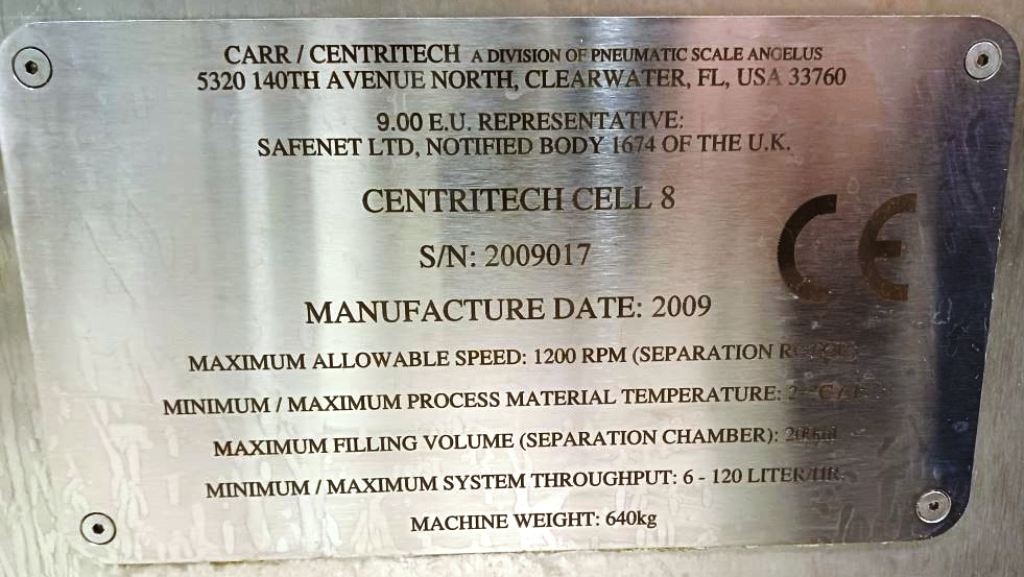 CARR / CENTRITECH A DIVISION OF PNEUMATIC SCALE ANGELUS
5320 140TH AVENUE NORTH, CLEARWATER, FL, USA 33760
9.00 E.U. REPRESENTATIVE:
SAFENET LTD, NOTIFIED BODY 1674 OF THE U.K.
CENTRITECH CELL 8
S/N: 2009017
CE
MANUFACTURE DATE: 2009
MAXIMUM ALLOWABLE SPEED: 1200 RPM (SEPARATION
MINIMUM / MAXIMUM PROCESS MATERIAL TEMPERATURE:
MAXIMUM FILLING VOLUME (SEPARATION CHAMBER):
MINIMUM / MAXIMUM SYSTEM THROUGHPUT: 6 - 120 LITER/HR.
MACHINE WEIGHT: 640kg